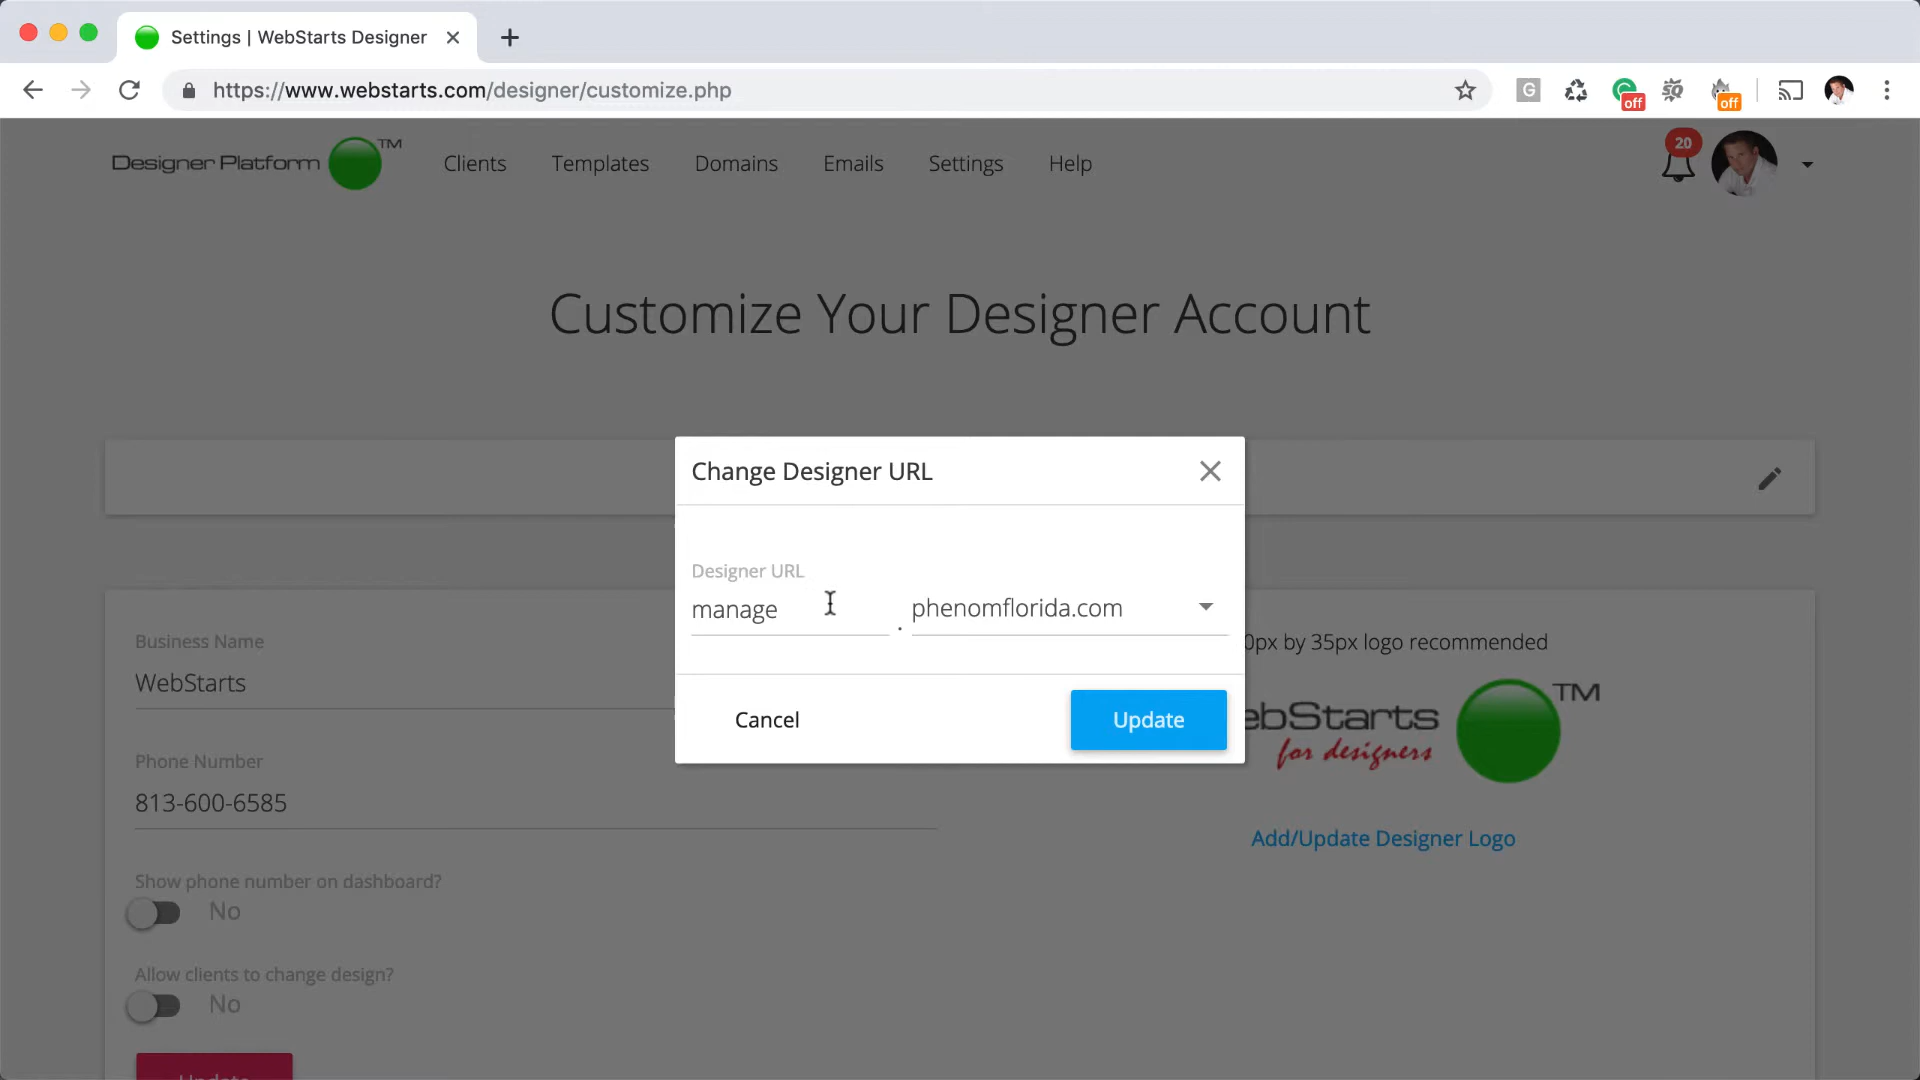 Settings | WebStarts Designer
https://www.webstarts.com/designer/customize.php
G
off
SQ
off
Designer Platform TM
Clients
Templates
Domains
Emails
Settings
Help
20
Customize Your Designer Account
Change Designer URL
Designer URL
manage
.
phenomflorida.com
Cancel
Update
Business Name
WebStarts
Phone Number
813-600-6585
Show phone number on dashboard?
No
Allow clients to change design?
No
Update
0px by 35px logo recommended
ebStarts TM
for designers
Add/Update Designer Logo